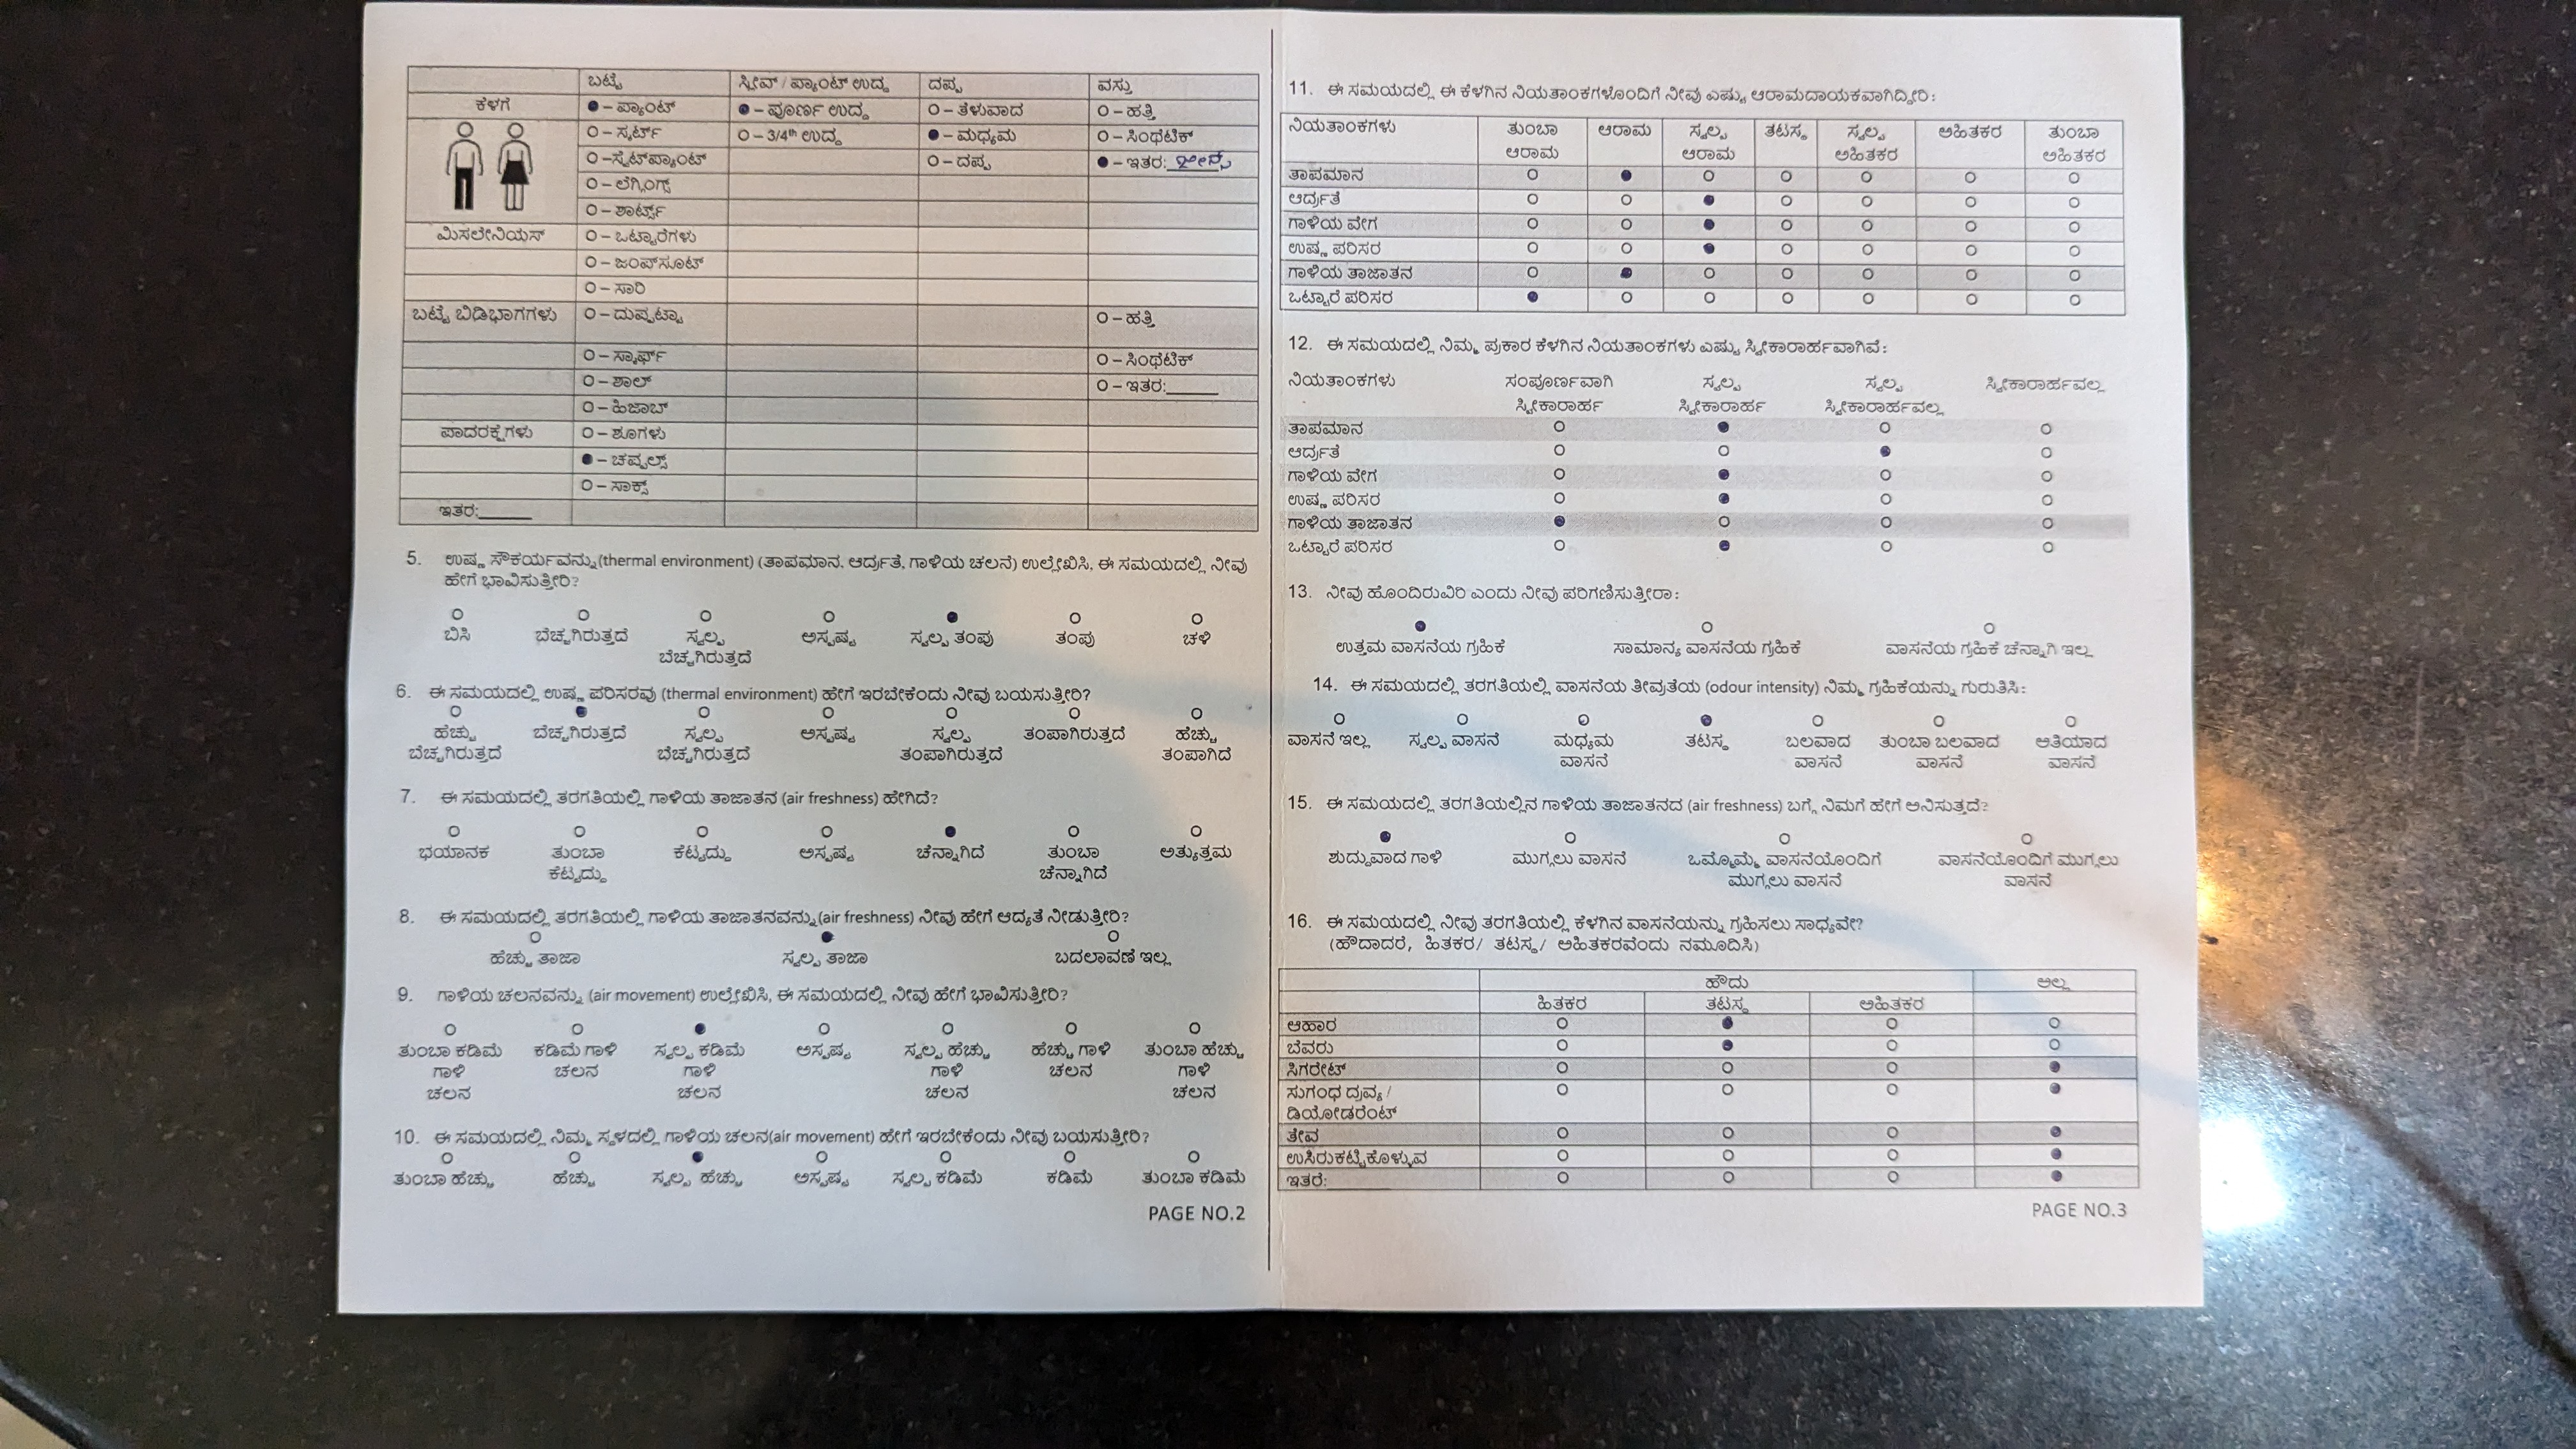 ಬಟ್ಟೆ ಸ್ಲೀವ್ / ಪ್ಯಾಂಟ್ ಉದ್ದ ದಪ್ಪ ವಸ್ತು
ಕೆಳಗೆ ● – ಪ್ಯಾಂಟ್ ● – ಪೂರ್ಣ ಉದ್ದ O – ತೆಳುವಾದ O – ಹತ್ತಿ
O – ಸ್ಕರ್ಟ್ O – 3/4th ಉದ್ದ ● – ಮಧ್ಯಮ O – ಸಿಂಥೆಟಿಕ್
O –ಸ್ವೆಟ್‌ಪ್ಯಾಂಟ್ O – ದಪ್ಪ ● – ಇತರ: ಜೀನ್ಸ್
O – ಲೆಗ್ಗಿಂಗ್ಸ್
O – ಶಾರ್ಟ್ಸ್
ಮಿಸಲೇನಿಯಸ್ O – ಒಟ್ಟಾರೆಗಳು
O – ಜಂಪ್‌ಸೂಟ್
O – ಸಾರಿ
ಬಟ್ಟೆ ಬಿಡಿಭಾಗಗಳು O – ದುಪ್ಪಟ್ಟಾ O – ಹತ್ತಿ
O – ಸ್ಕಾರ್ಫ್ O – ಸಿಂಥೆಟಿಕ್
O – ಶಾಲ್ O – ಇತರ:______
O – ಹಿಜಾಬ್
ಪಾದರಕ್ಷೆಗಳು O – ಶೂಗಳು
● – ಚಪ್ಪಲ್ಸ್
O – ಸಾಕ್ಸ್
ಇತರ:______
5. ಉಷ್ಣ ಸೌಕರ್ಯವನ್ನು(thermal environment) (ತಾಪಮಾನ, ಆರ್ದ್ರತೆ, ಗಾಳಿಯ ಚಲನೆ) ಉಲ್ಲೇಖಿಸಿ, ಈ ಸಮಯದಲ್ಲಿ ನೀವು
ಹೇಗೆ ಭಾವಿಸುತ್ತೀರಿ?
O O O O ● O O
ಬಿಸಿ ಬೆಚ್ಚಗಿರುತ್ತದೆ ಸ್ವಲ್ಪ ಅಸ್ಪಷ್ಟ ಸ್ವಲ್ಪ ತಂಪು ತಂಪು ಚಳಿ
ಬೆಚ್ಚಗಿರುತ್ತದೆ
6. ಈ ಸಮಯದಲ್ಲಿ ಉಷ್ಣ ಪರಿಸರವು (thermal environment) ಹೇಗೆ ಇರಬೇಕೆಂದು ನೀವು ಬಯಸುತ್ತೀರಿ?
O ● O O O O O
ಹೆಚ್ಚು ಬೆಚ್ಚಗಿರುತ್ತದೆ ಸ್ವಲ್ಪ ಅಸ್ಪಷ್ಟ ಸ್ವಲ್ಪ ತಂಪಾಗಿರುತ್ತದೆ ಹೆಚ್ಚು
ಬೆಚ್ಚಗಿರುತ್ತದೆ ಬೆಚ್ಚಗಿರುತ್ತದೆ ತಂಪಾಗಿರುತ್ತದೆ ತಂಪಾಗಿದೆ
7. ಈ ಸಮಯದಲ್ಲಿ ತರಗತಿಯಲ್ಲಿ ಗಾಳಿಯ ತಾಜಾತನ (air freshness) ಹೇಗಿದೆ?
O O O O ● O O
ಭಯಾನಕ ತುಂಬಾ ಕೆಟ್ಟದ್ದು ಅಸ್ಪಷ್ಟ ಚೆನ್ನಾಗಿದೆ ತುಂಬಾ ಅತ್ಯುತ್ತಮ
ಕೆಟ್ಟದ್ದು ಚೆನ್ನಾಗಿದೆ
8. ಈ ಸಮಯದಲ್ಲಿ ತರಗತಿಯಲ್ಲಿ ಗಾಳಿಯ ತಾಜಾತನವನ್ನು(air freshness) ನೀವು ಹೇಗೆ ಆದ್ಯತೆ ನೀಡುತ್ತೀರಿ?
O ● O
ಹೆಚ್ಚು ತಾಜಾ ಸ್ವಲ್ಪ ತಾಜಾ ಬದಲಾವಣೆ ಇಲ್ಲ
9. ಗಾಳಿಯ ಚಲನವನ್ನು (air movement) ಉಲ್ಲೇಖಿಸಿ, ಈ ಸಮಯದಲ್ಲಿ ನೀವು ಹೇಗೆ ಭಾವಿಸುತ್ತೀರಿ?
O O ● O O O O
ತುಂಬಾ ಕಡಿಮೆ ಕಡಿಮೆ ಗಾಳಿ ಸ್ವಲ್ಪ ಕಡಿಮೆ ಅಸ್ಪಷ್ಟ ಸ್ವಲ್ಪ ಹೆಚ್ಚು ಹೆಚ್ಚು ಗಾಳಿ ತುಂಬಾ ಹೆಚ್ಚು
ಗಾಳಿ ಚಲನ ಗಾಳಿ ಗಾಳಿ ಚಲನ ಗಾಳಿ
ಚಲನ ಚಲನ ಚಲನ ಚಲನ
10. ಈ ಸಮಯದಲ್ಲಿ ನಿಮ್ಮ ಸ್ಥಳದಲ್ಲಿ ಗಾಳಿಯ ಚಲನ(air movement) ಹೇಗೆ ಇರಬೇಕೆಂದು ನೀವು ಬಯಸುತ್ತೀರಿ?
O O ● O O O O
ತುಂಬಾ ಹೆಚ್ಚು ಹೆಚ್ಚು ಸ್ವಲ್ಪ ಹೆಚ್ಚು ಅಸ್ಪಷ್ಟ ಸ್ವಲ್ಪ ಕಡಿಮೆ ಕಡಿಮೆ ತುಂಬಾ ಕಡಿಮೆ
PAGE NO.2
11. ಈ ಸಮಯದಲ್ಲಿ ಈ ಕೆಳಗಿನ ನಿಯತಾಂಕಗಳೊಂದಿಗೆ ನೀವು ಎಷ್ಟು ಆರಾಮದಾಯಕವಾಗಿದ್ದೀರಿ:
ನಿಯತಾಂಕಗಳು ತುಂಬಾ ಆರಾಮ ಸ್ವಲ್ಪ ತಟಸ್ಥ ಸ್ವಲ್ಪ ಅಹಿತಕರ ತುಂಬಾ
ಆರಾಮ ಆರಾಮ ಅಹಿತಕರ ಅಹಿತಕರ
ತಾಪಮಾನ O ● O O O O O
ಆರ್ದ್ರತೆ O O ● O O O O
ಗಾಳಿಯ ವೇಗ O O ● O O O O
ಉಷ್ಣ ಪರಿಸರ O O ● O O O O
ಗಾಳಿಯ ತಾಜಾತನ O ● O O O O O
ಒಟ್ಟಾರೆ ಪರಿಸರ ● O O O O O O
12. ಈ ಸಮಯದಲ್ಲಿ ನಿಮ್ಮ ಪ್ರಕಾರ ಕೆಳಗಿನ ನಿಯತಾಂಕಗಳು ಎಷ್ಟು ಸ್ವೀಕಾರಾರ್ಹವಾಗಿವೆ:
ನಿಯತಾಂಕಗಳು ಸಂಪೂರ್ಣವಾಗಿ ಸ್ವಲ್ಪ ಸ್ವಲ್ಪ ಸ್ವೀಕಾರಾರ್ಹವಲ್ಲ
ಸ್ವೀಕಾರಾರ್ಹ ಸ್ವೀಕಾರಾರ್ಹ ಸ್ವೀಕಾರಾರ್ಹವಲ್ಲ
ತಾಪಮಾನ O ● O O
ಆರ್ದ್ರತೆ O O ● O
ಗಾಳಿಯ ವೇಗ O ● O O
ಉಷ್ಣ ಪರಿಸರ O ● O O
ಗಾಳಿಯ ತಾಜಾತನ ● O O O
ಒಟ್ಟಾರೆ ಪರಿಸರ O ● O O
13. ನೀವು ಹೊಂದಿರುವಿರಿ ಎಂದು ನೀವು ಪರಿಗಣಿಸುತ್ತೀರಾ:
● O O
ಉತ್ತಮ ವಾಸನೆಯ ಗ್ರಹಿಕೆ ಸಾಮಾನ್ಯ ವಾಸನೆಯ ಗ್ರಹಿಕೆ ವಾಸನೆಯ ಗ್ರಹಿಕೆ ಚೆನ್ನಾಗಿ ಇಲ್ಲ
14. ಈ ಸಮಯದಲ್ಲಿ ತರಗತಿಯಲ್ಲಿ ವಾಸನೆಯ ತೀವ್ರತೆಯ (odour intensity) ನಿಮ್ಮ ಗ್ರಹಿಕೆಯನ್ನು ಗುರುತಿಸಿ:
O O O ● O O O
ವಾಸನೆ ಇಲ್ಲ ಸ್ವಲ್ಪ ವಾಸನೆ ಮಧ್ಯಮ ತಟಸ್ಥ ಬಲವಾದ ತುಂಬಾ ಬಲವಾದ ಅತಿಯಾದ
ವಾಸನೆ ವಾಸನೆ ವಾಸನೆ ವಾಸನೆ
15. ಈ ಸಮಯದಲ್ಲಿ ತರಗತಿಯಲ್ಲಿನ ಗಾಳಿಯ ತಾಜಾತನದ (air freshness) ಬಗ್ಗೆ ನಿಮಗೆ ಹೇಗೆ ಅನಿಸುತ್ತದೆ?
● O O O
ಶುದ್ಧವಾದ ಗಾಳಿ ಮುಗ್ಗಲು ವಾಸನೆ ಒಮ್ಮೊಮ್ಮೆ ವಾಸನೆಯೊಂದಿಗೆ ವಾಸನೆಯೊಂದಿಗೆ ಮುಗ್ಗಲು
ಮುಗ್ಗಲು ವಾಸನೆ ವಾಸನೆ
16. ಈ ಸಮಯದಲ್ಲಿ ನೀವು ತರಗತಿಯಲ್ಲಿ ಕೆಳಗಿನ ವಾಸನೆಯನ್ನು ಗ್ರಹಿಸಲು ಸಾಧ್ಯವೇ?
(ಹೌದಾದರೆ, ಹಿತಕರ/ ತಟಸ್ಥ/ ಅಹಿತಕರವೆಂದು ನಮೂದಿಸಿ)
ಹೌದು ಅಲ್ಲ
ಹಿತಕರ ತಟಸ್ಥ ಅಹಿತಕರ
ಆಹಾರ O ● O O
ಬೆವರು O ● O O
ಸಿಗರೇಟ್ O O O ●
ಸುಗಂಧ ದ್ರವ್ಯ/ O O O ●
ಡಿಯೋಡರೆಂಟ್
ತೇವ O O O ●
ಉಸಿರುಕಟ್ಟಿಕೊಳ್ಳುವ O O O ●
ಇತರೆ:______ O O O ●
PAGE NO.3